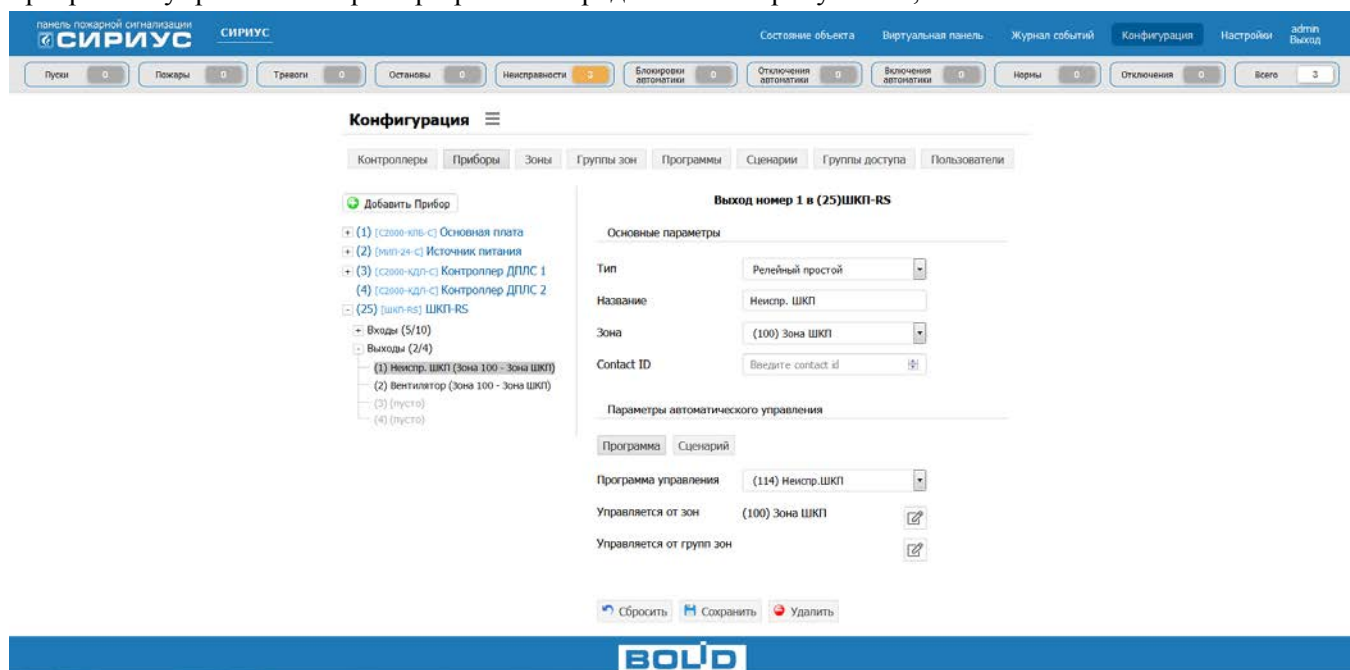 панель пожарной сигнализации
СИРИУС
СИРИУС
Состояние объекта Виртуальная панель Журнал событий Конфигурация Настройки admin
Выход
Пуски 0 Пожары 0 Тревоги 0 Остановы 0 Неисправности 3 Блокировки автоматики 0 Отключения автоматики 0 Включения автоматики 0 Нормы 0 Отключения 0 Всего 3
Конфигурация
Контроллеры Приборы Зоны Группы зон Программы Сценарии Группы доступа Пользователи
Добавить Прибор
(1) [С2000-КПБ-С] Основная плата
(2) [МИП-24-С] Источник питания
(3) [С2000-КДЛ-С] Контроллер ДПЛС 1
(4) [С2000-КДЛ-С] Контроллер ДПЛС 2
(25) [ШКП-RS] ШКП-RS
Входы (5/10)
Выходы (2/4)
(1) Неиспр. ШКП (Зона 100 - Зона ШКП)
(2) Вентилятор (Зона 100 - Зона ШКП)
(3) (пусто)
(4) (пусто)
Выход номер 1 в (25)ШКП-RS
Основные параметры
Тип Релейный простой
Название Неиспр. ШКП
Зона (100) Зона ШКП
Contact ID Введите contact id
Параметры автоматического управления
Программа Сценарий
Программа управления (114) Неиспр.ШКП
Управляется от зон (100) Зона ШКП
Управляется от групп зон
Сбросить Сохранить Удалить
BOLID